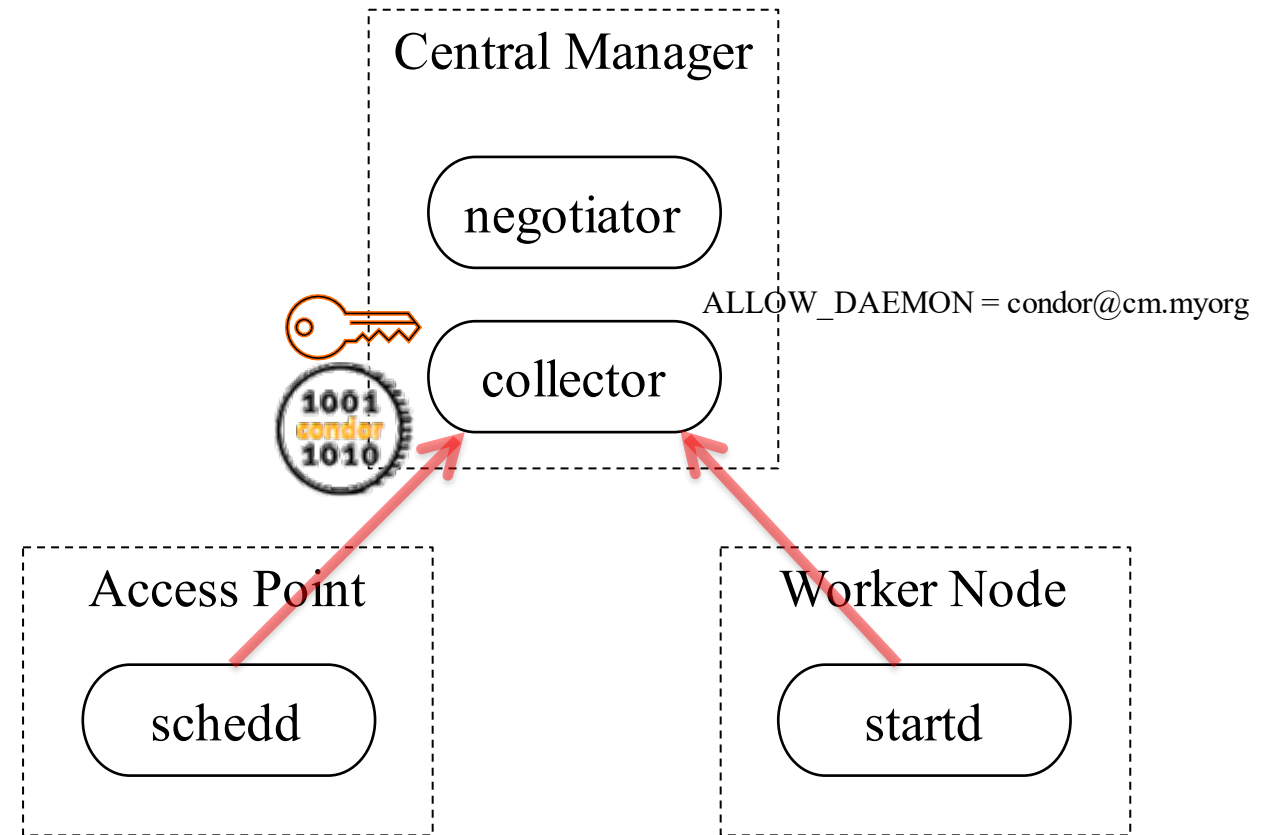 Central Manager
negotiator
ALLOW_DAEMON = condor@cm.myorg
collector
1001
condor
1010
Access Point
Worker Node
schedd
startd